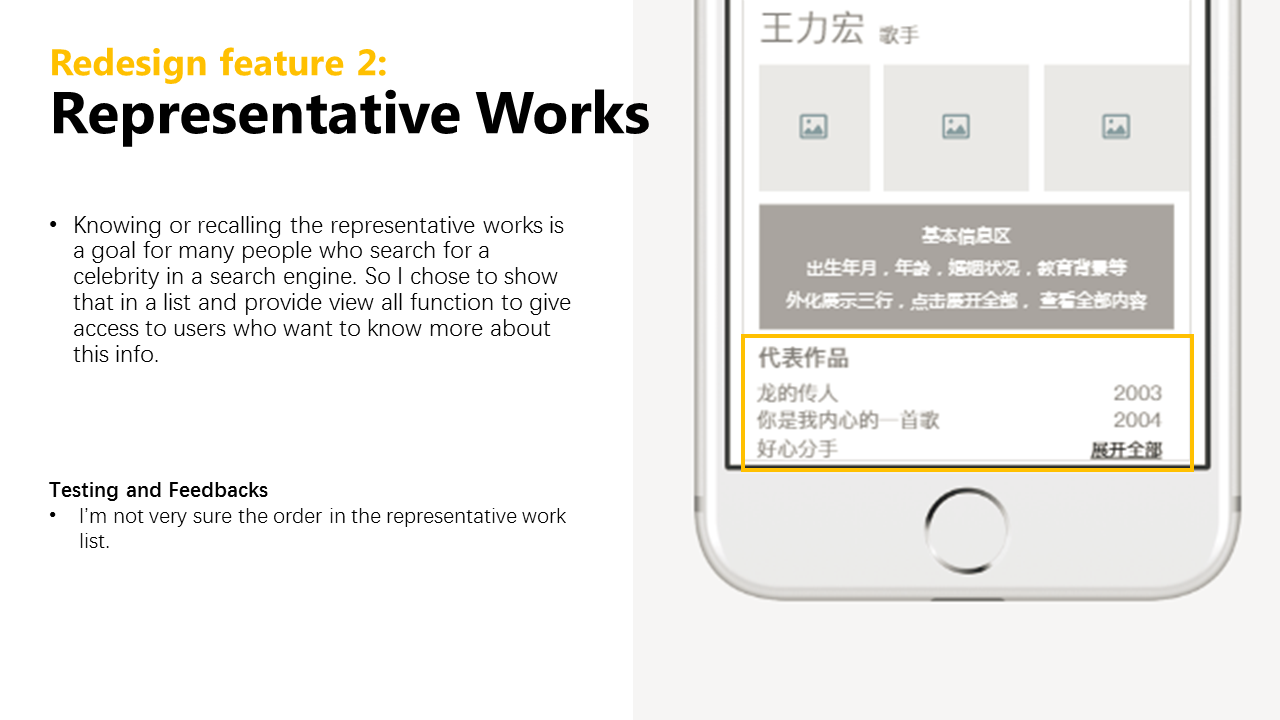 Redesign feature 2:
Representative Works
• Knowing or recalling the representative works is
a goal for many people who search for a
celebrity in a search engine. So I chose to show
that in a list and provide view all function to give
access to users who want to know more about
this info.
Testing and Feedbacks
• I'm not very sure the order in the representative work
list.
王力宏 歌手
基本信息区
出生年月，年龄，婚姻状况，教育背景等
外化展示三行，点击展开全部， 查看全部内容
代表作品
龙的传人 2003
你是我内心的一首歌 2004
好心分手 展开全部